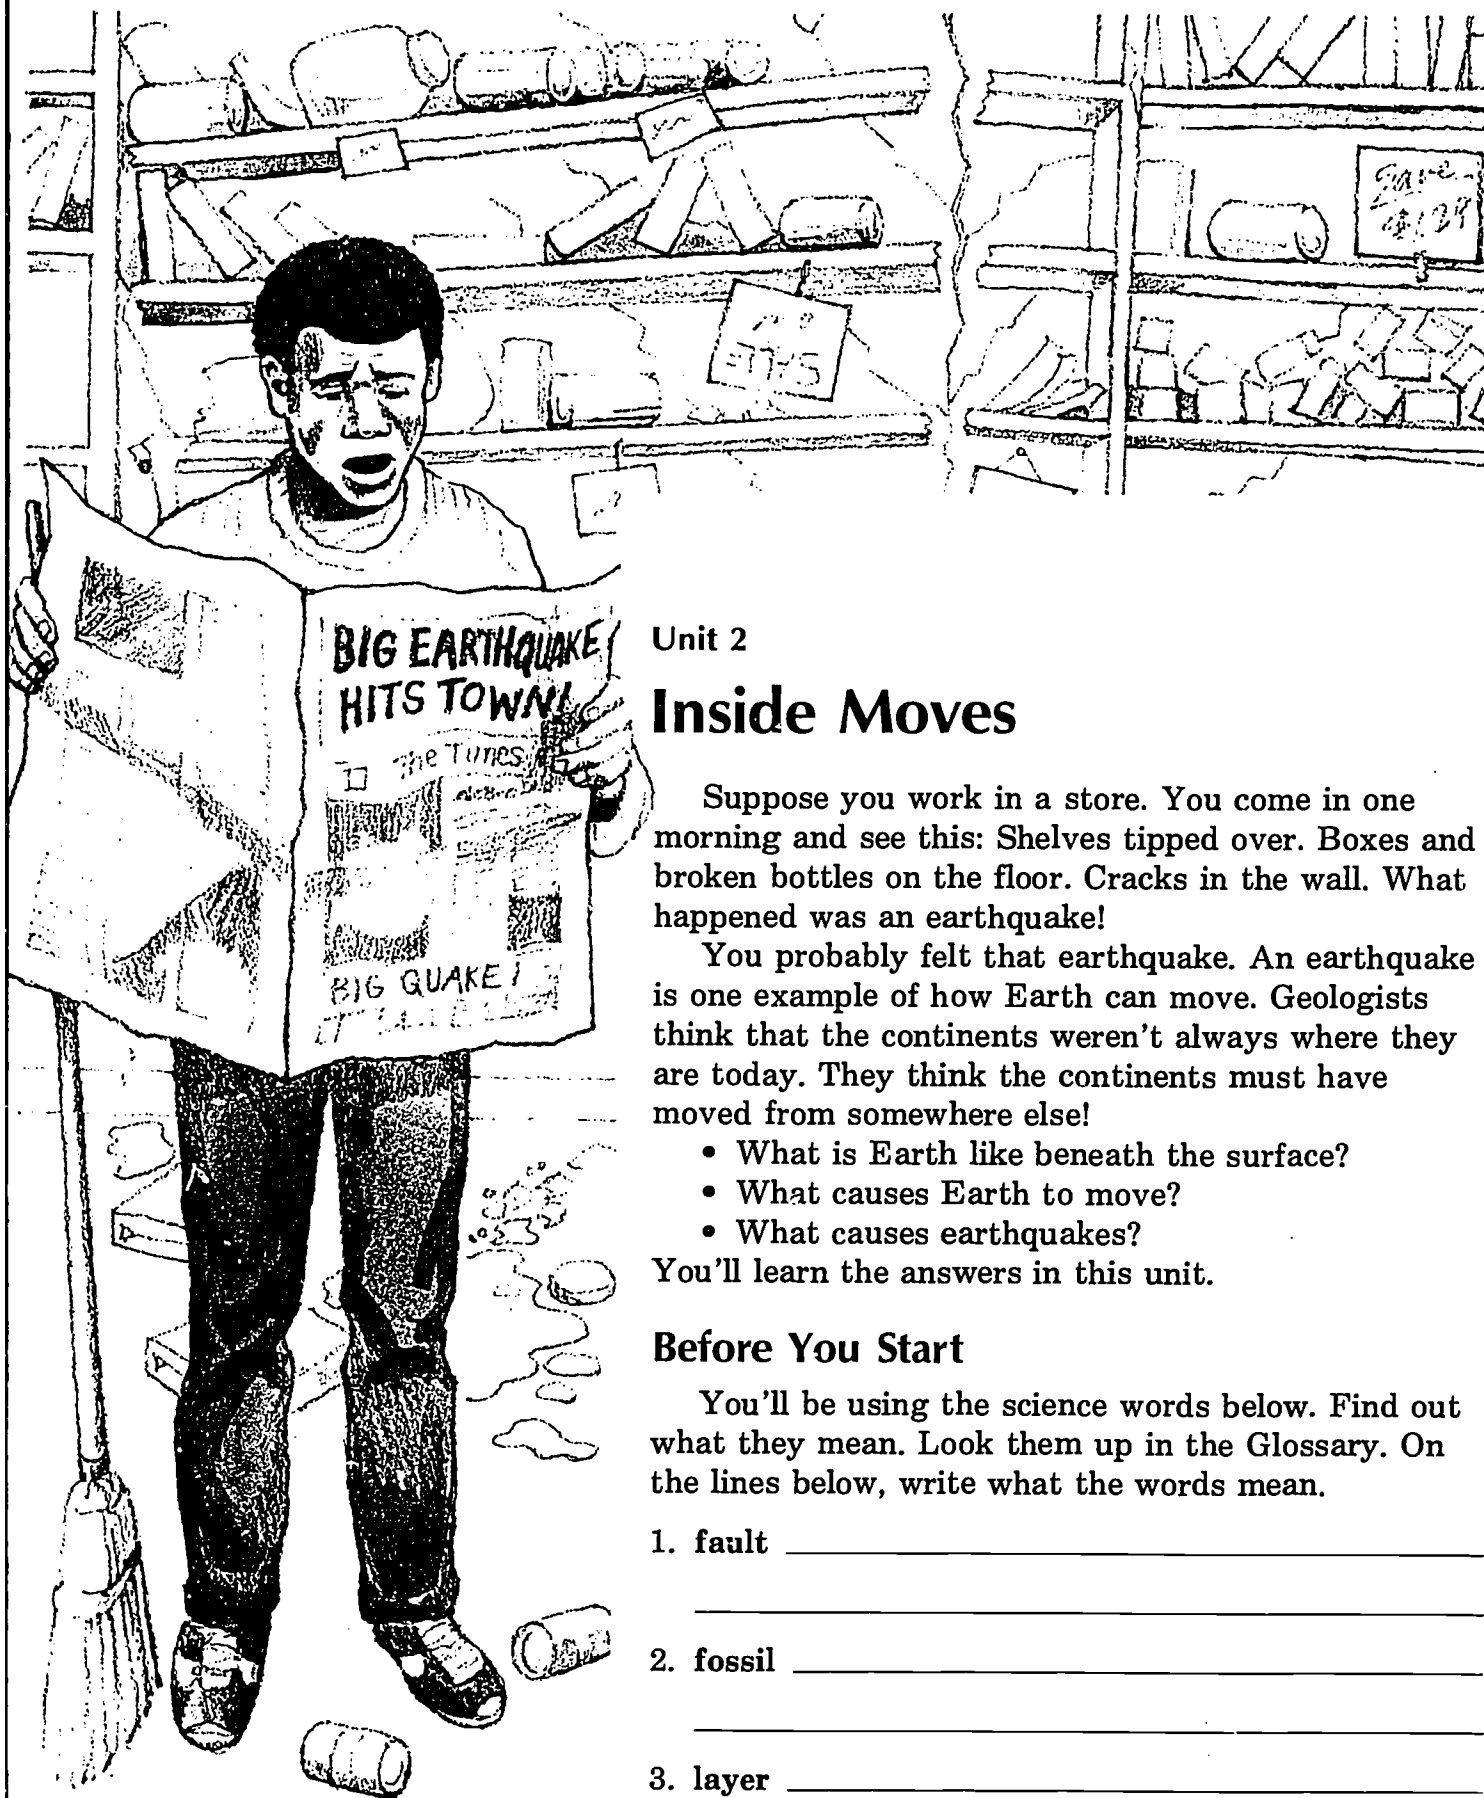 Save
SALE
BIG EARTHQUAKE
HITS TOWN!
The Times
BIG QUAKE!
Unit 2
Inside Moves
Suppose you work in a store. You come in one
morning and see this: Shelves tipped over. Boxes and
broken bottles on the floor. Cracks in the wall. What
happened was an earthquake!
You probably felt that earthquake. An earthquake
is one example of how Earth can move. Geologists
think that the continents weren't always where they
are today. They think the continents must have
moved from somewhere else!
• What is Earth like beneath the surface?
• What causes Earth to move?
• What causes earthquakes?
You'll learn the answers in this unit.
Before You Start
You'll be using the science words below. Find out
what they mean. Look them up in the Glossary. On
the lines below, write what the words mean.
1. fault
2. fossil
3. layer